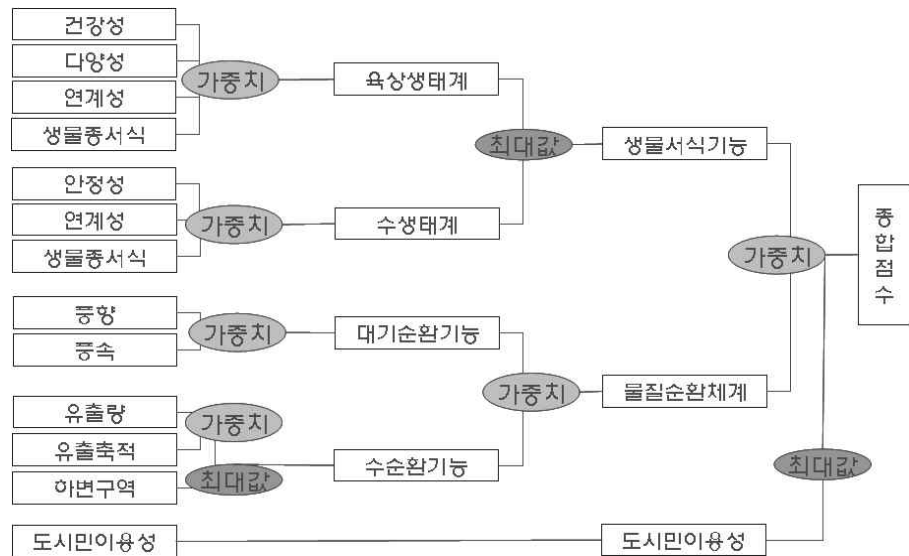 건강성
다양성
연계성
생물종서식
가중치
육상생태계
최대값
생물서식기능
안정성
연계성
생물종서식
가중치
수생태계
가중치
종합점수
풍향
풍속
가중치
대기순환기능
가중치
물질순환체계
유출량
유출축적
하변구역
가중치
최대값
수순환기능
최대값
도시민이용성
도시민이용성